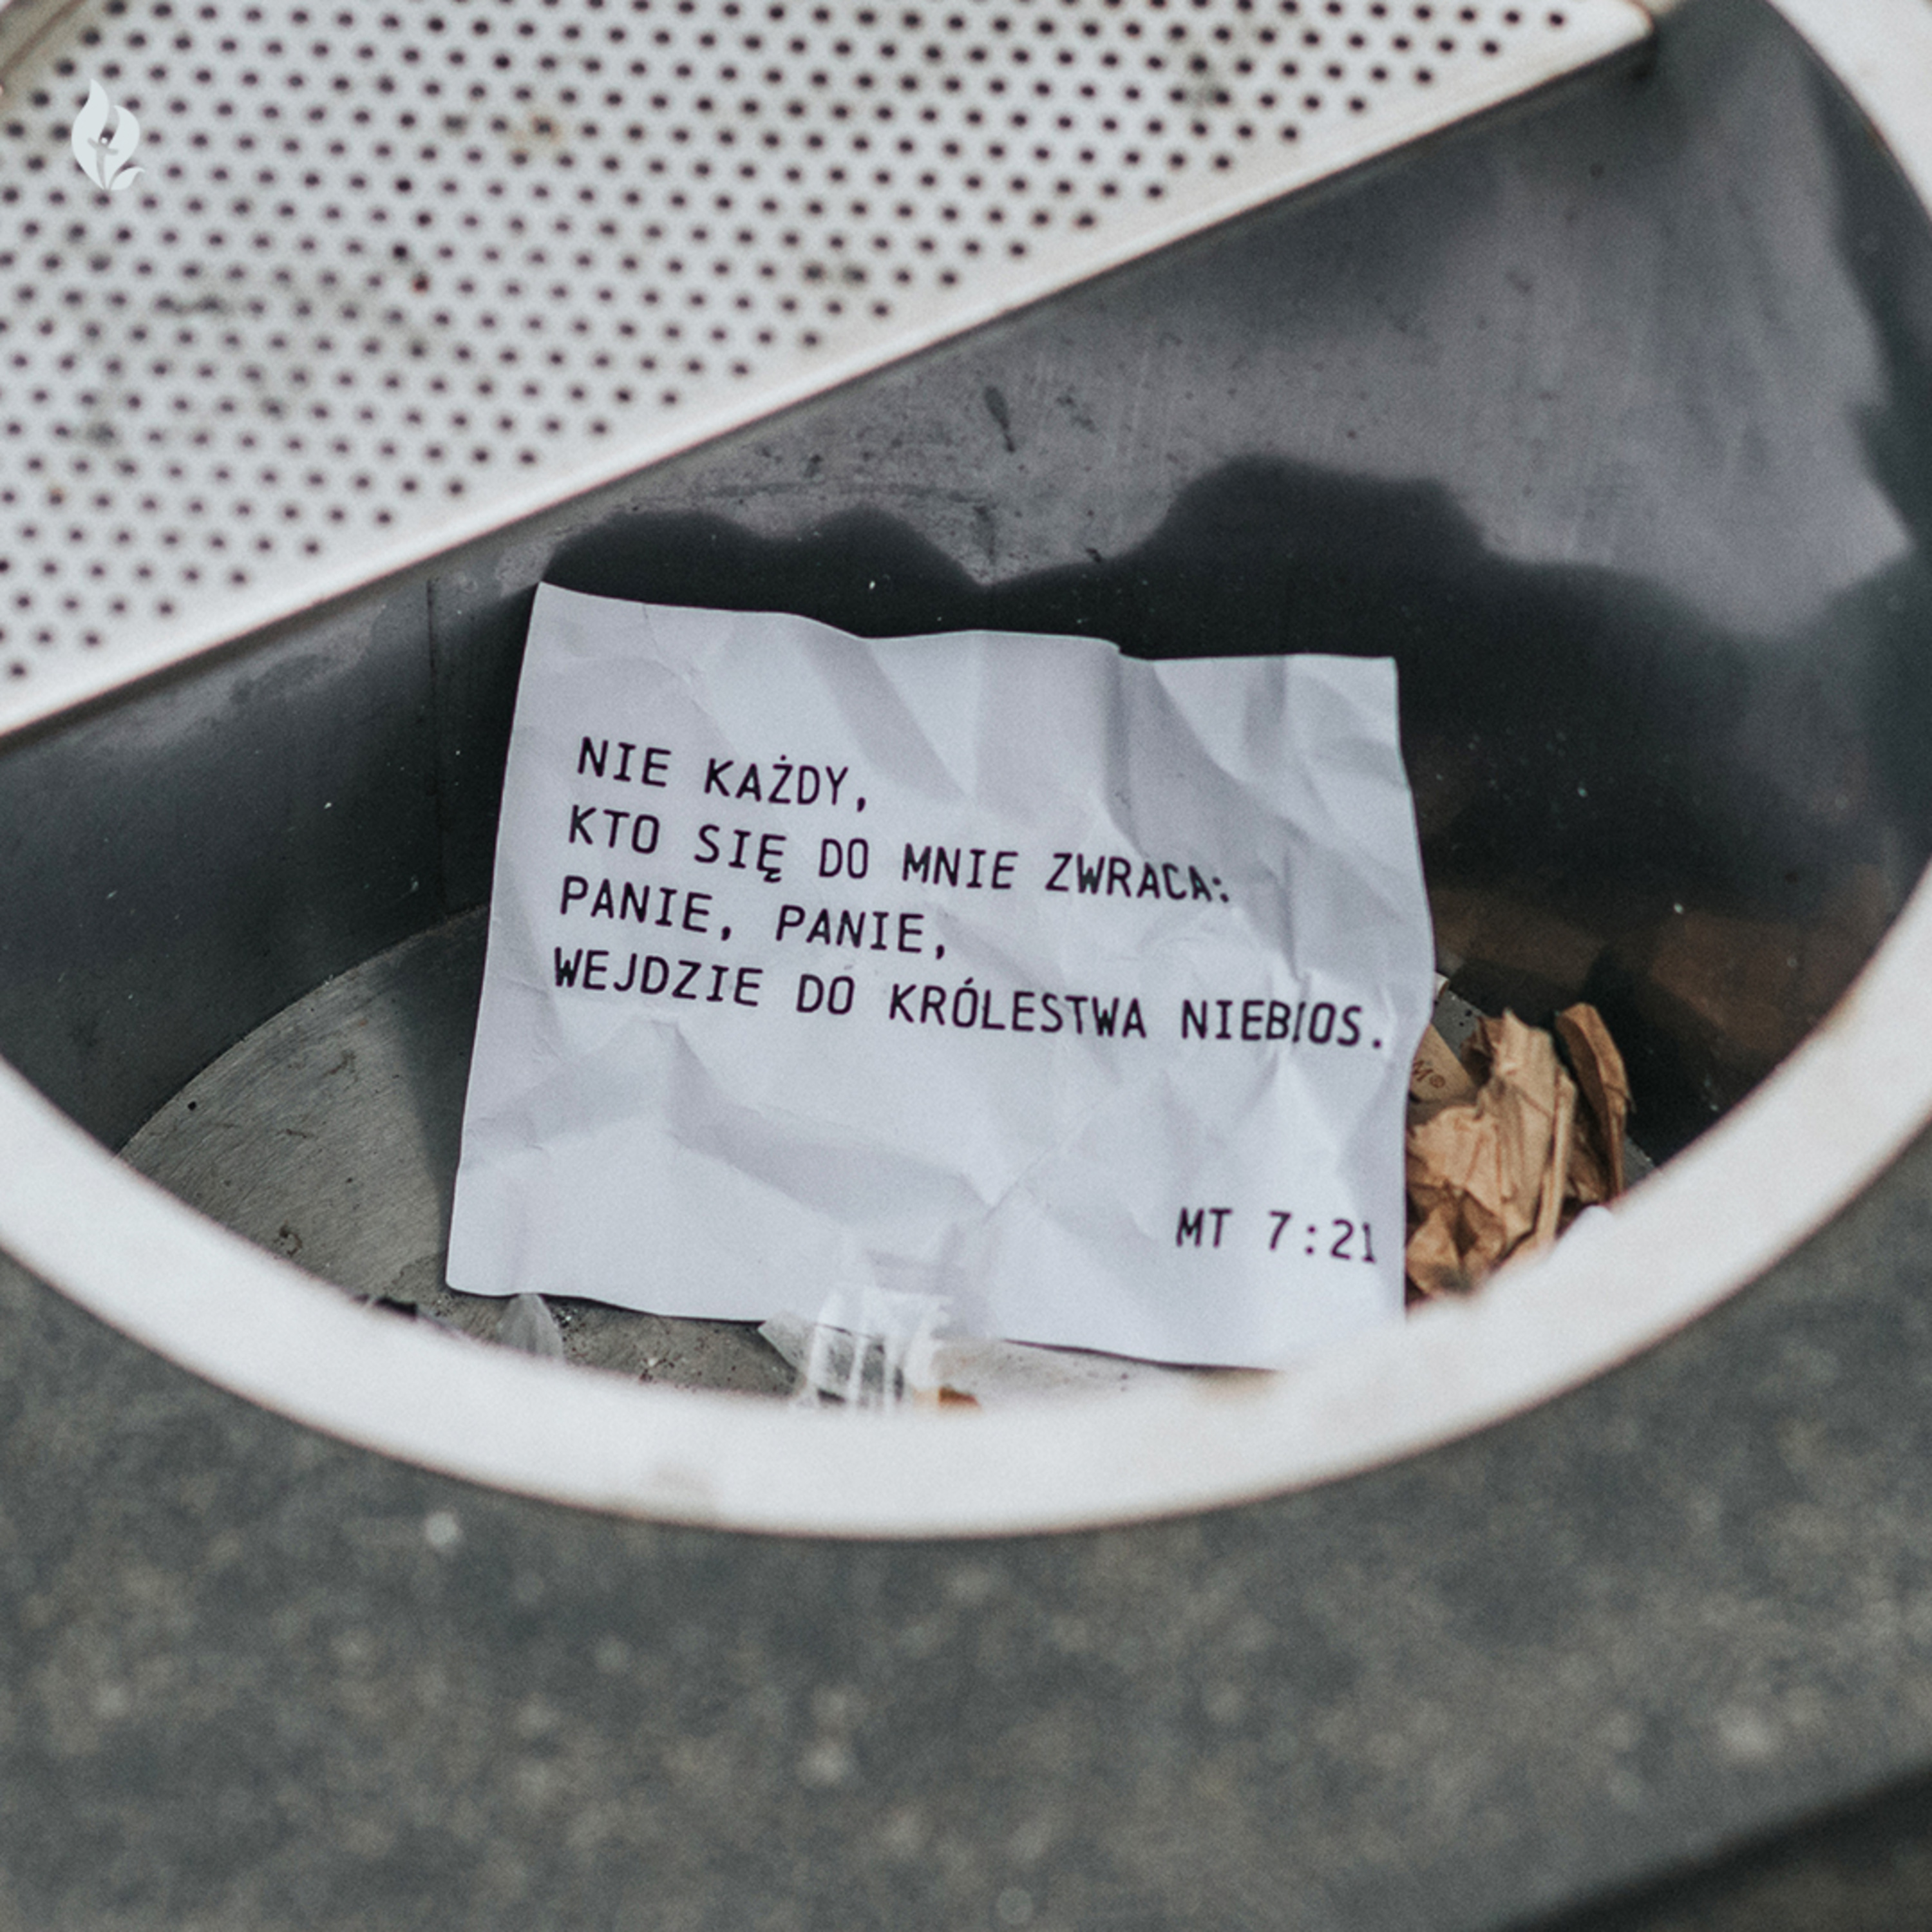 NIE KAŻDY,
KTO SIĘ DO MNIE ZWRACA:
PANIE, PANIE,
WEJDZIE DO KRÓLESTWA NIEBIOS.
MT 7:21